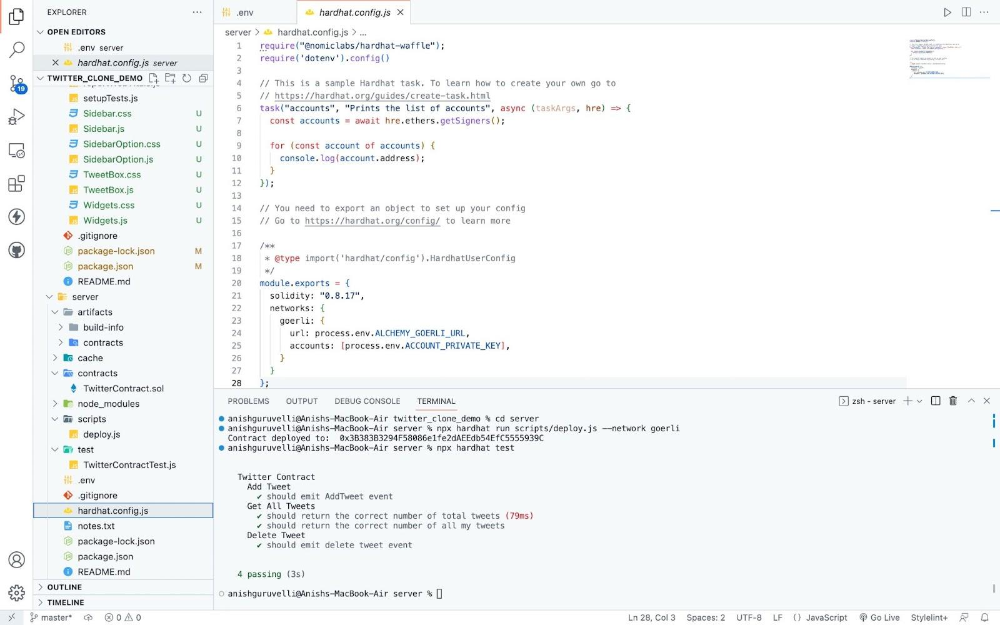 EXPLORER
OPEN EDITORS
.env server
hardhat.config.js server
TWITTER_CLONE_DEMO
setupTests.js
Sidebar.css U
Sidebar.js U
SidebarOption.css U
SidebarOption.js U
TweetBox.css U
TweetBox.js U
Widgets.css U
Widgets.js U
.gitignore
package-lock.json M
package.json M
README.md
server
artifacts
build-info
contracts
cache
contracts
TwitterContract.sol
node_modules
scripts
deploy.js
test
TwitterContractTest.js
.env
.gitignore
hardhat.config.js
notes.txt
package-lock.json
package.json
README.md
OUTLINE
TIMELINE
19
.env
hardhat.config.js
server > hardhat.config.js > ...
1 require("@nomiclabs/hardhat-waffle");
2 require('dotenv').config()
3
4 // This is a sample Hardhat task. To learn how to create your own go to
5 // https://hardhat.org/guides/create-task.html
6 task("accounts", "Prints the list of accounts", async (taskArgs, hre) => {
7 const accounts = await hre.ethers.getSigners();
8
9 for (const account of accounts) {
10 console.log(account.address);
11 }
12 });
13
14 // You need to export an object to set up your config
15 // Go to https://hardhat.org/config/ to learn more
16
17 /**
18 * @type import('hardhat/config').HardhatUserConfig
19 */
20 module.exports = {
21 solidity: "0.8.17",
22 networks: {
23 goerli: {
24 url: process.env.ALCHEMY_GOERLI_URL,
25 accounts: [process.env.ACCOUNT_PRIVATE_KEY],
26 }
27 }
28 };
PROBLEMS OUTPUT DEBUG CONSOLE TERMINAL
zsh - server
anishguruvelli@Anishs-MacBook-Air twitter_clone_demo % cd server
anishguruvelli@Anishs-MacBook-Air server % npx hardhat run scripts/deploy.js --network goerli
Contract deployed to: 0x3B383B3294F58086e1fe2dAEEdb54EfC5555939C
anishguruvelli@Anishs-MacBook-Air server % npx hardhat test
Twitter Contract
Add Tweet
✔ should emit AddTweet event
Get All Tweets
✔ should return the correct number of total tweets (79ms)
✔ should return the correct number of all my tweets
Delete Tweet
✔ should emit delete tweet event
4 passing (3s)
anishguruvelli@Anishs-MacBook-Air server %
master* 0 0 Ln 28, Col 3 Spaces: 2 UTF-8 LF {} JavaScript Go Live Stylelint+